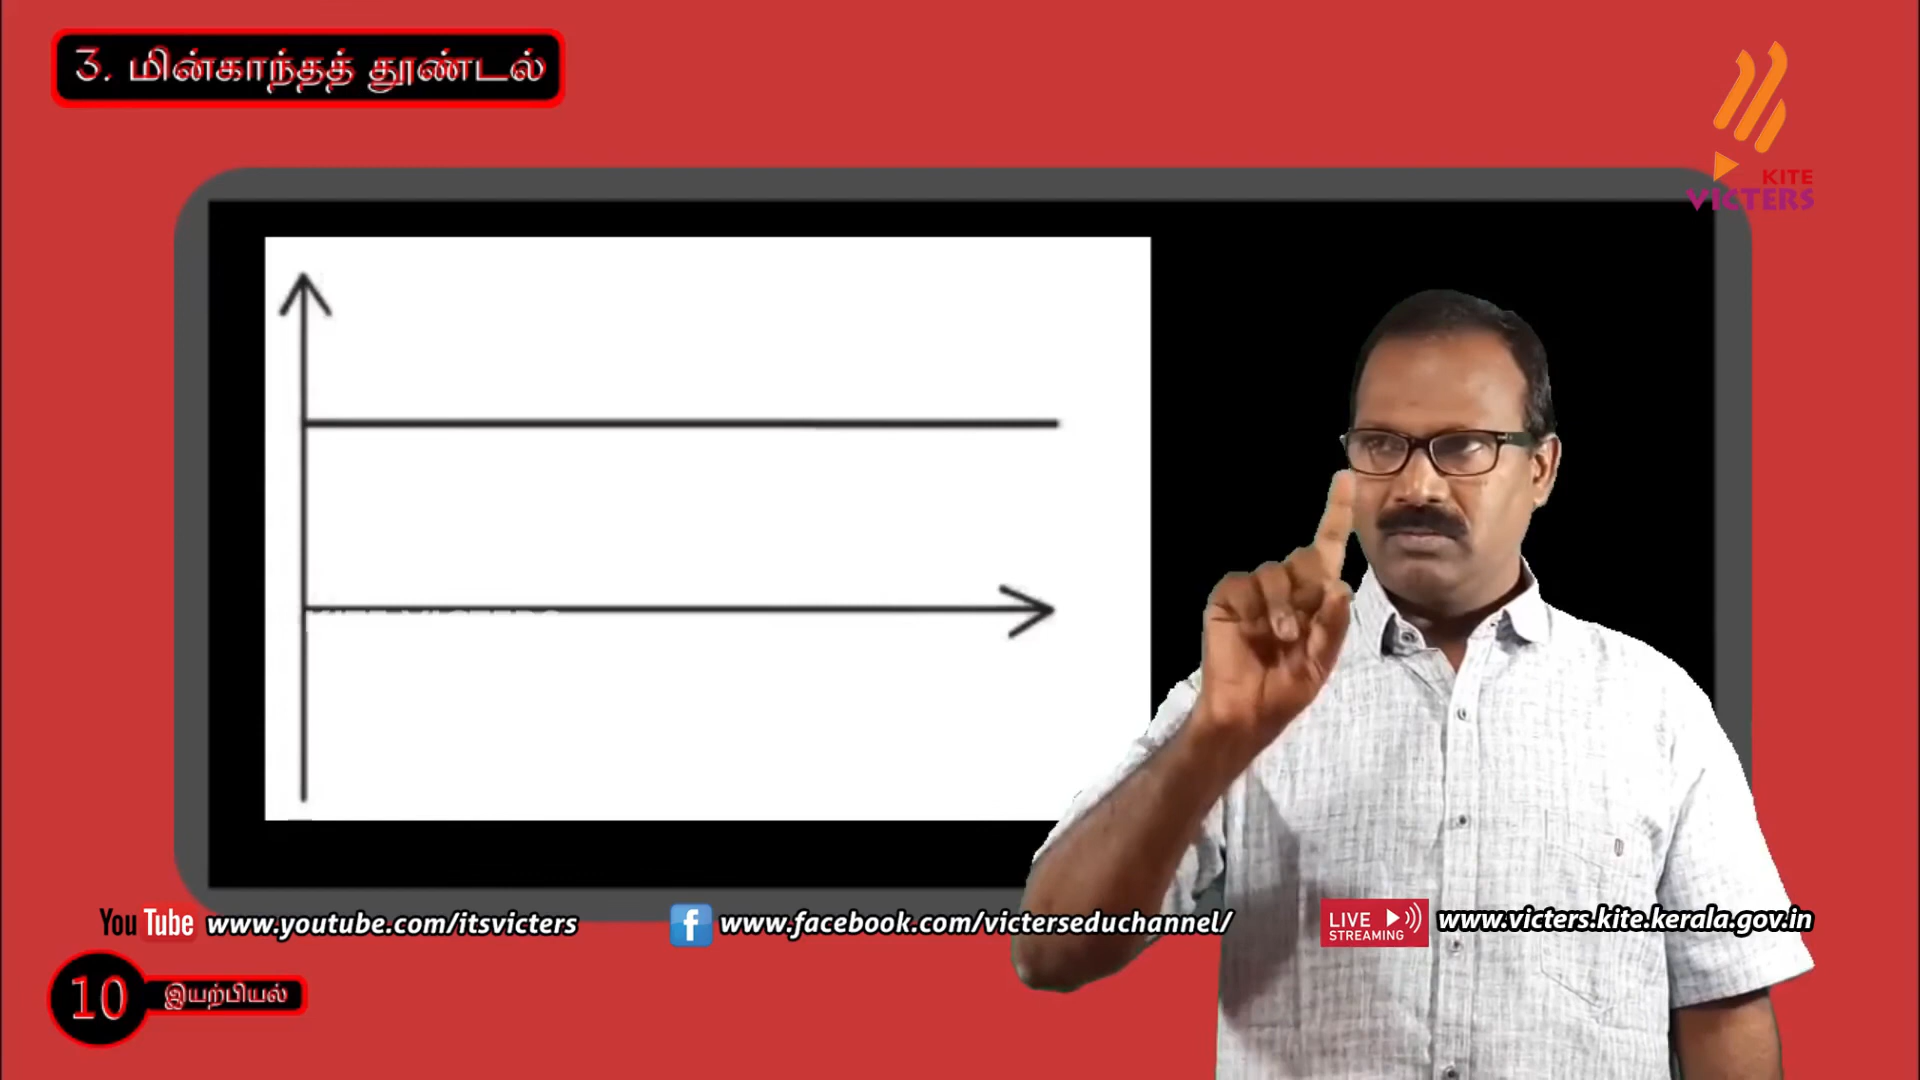 3. மின்காந்தத் தூண்டல்
KITE
VICTERS
You Tube www.youtube.com/itsvicters
f www.facebook.com/victerseduchannel/
LIVE STREAMING www.victers.kite.kerala.gov.in
10 இயற்பியல்